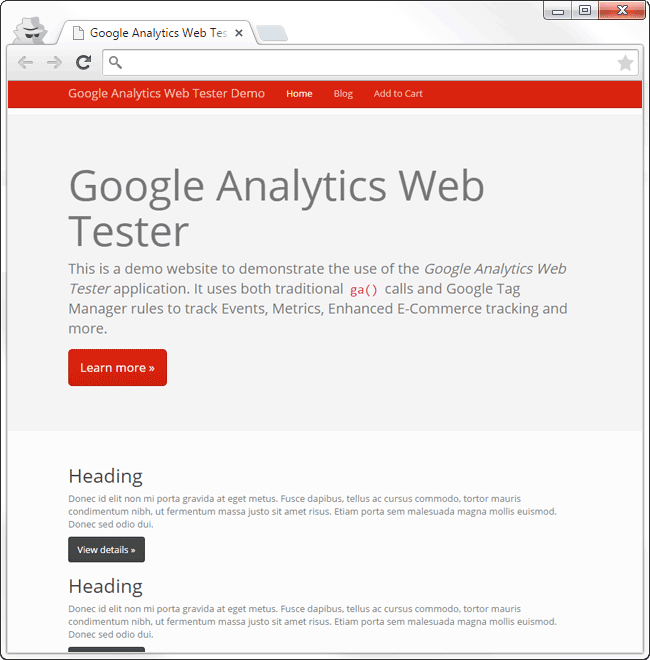 Google Analytics Web Tes
Google Analytics Web Tester Demo Home Blog Add to Cart
Google Analytics Web
Tester
This is a demo website to demonstrate the use of the Google Analytics Web
Tester application. It uses both traditional ga() calls and Google Tag
Manager rules to track Events, Metrics, Enhanced E-Commerce tracking and
more.
Learn more »
Heading
Donec id elit non mi porta gravida at eget metus. Fusce dapibus, tellus ac cursus commodo, tortor mauris
condimentum nibh, ut fermentum massa justo sit amet risus. Etiam porta sem malesuada magna mollis euismod.
Donec sed odio dui.
View details »
Heading
Donec id elit non mi porta gravida at eget metus. Fusce dapibus, tellus ac cursus commodo, tortor mauris
condimentum nibh, ut fermentum massa justo sit amet risus. Etiam porta sem malesuada magna mollis euismod.
Donec sed odio dui.